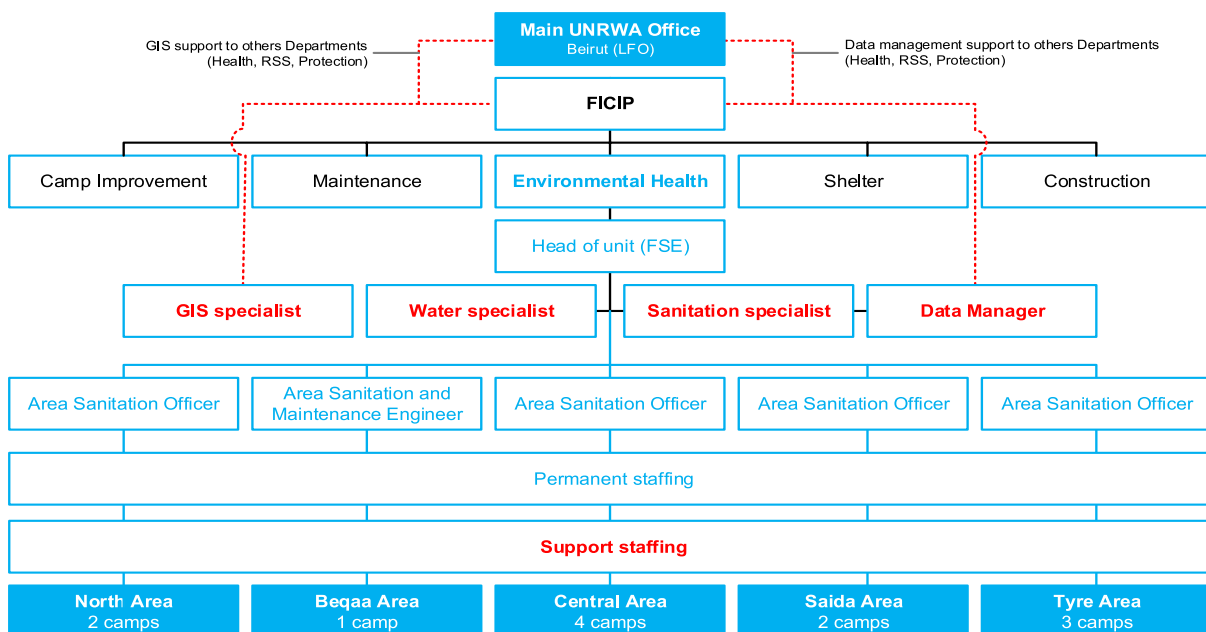 Main UNRWA Office
Beirut (LFO)
GIS support to others Departments
(Health, RSS, Protection)
Data management support to others Departments
(Health, RSS, Protection)
FICIP
Camp Improvement
Maintenance
Environmental Health
Shelter
Construction
Head of unit (FSE)
GIS specialist
Water specialist
Sanitation specialist
Data Manager
Area Sanitation Officer
Area Sanitation and
Maintenance Engineer
Area Sanitation Officer
Area Sanitation Officer
Area Sanitation Officer
Permanent staffing
Support staffing
North Area
2 camps
Beqaa Area
1 camp
Central Area
4 camps
Saida Area
2 camps
Tyre Area
3 camps